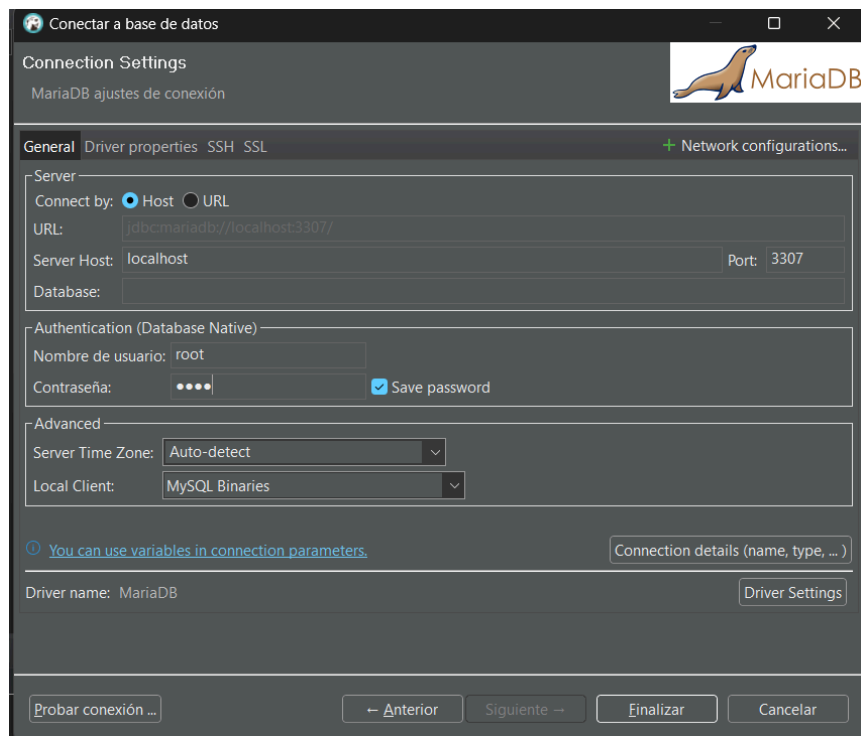 Conectar a base de datos
Connection Settings
MariaDB ajustes de conexión
MariaDB
General Driver properties SSH SSL + Network configurations...
Server
Connect by: Host URL
URL: jdbc:mariadb://localhost:3307/
Server Host: localhost Port: 3307
Database:
Authentication (Database Native)
Nombre de usuario: root
Contraseña: •••• Save password
Advanced
Server Time Zone: Auto-detect
Local Client: MySQL Binaries
You can use variables in connection parameters.
Connection details (name, type, ... )
Driver name: MariaDB Driver Settings
Probar conexión ... ← Anterior Siguiente → Finalizar Cancelar